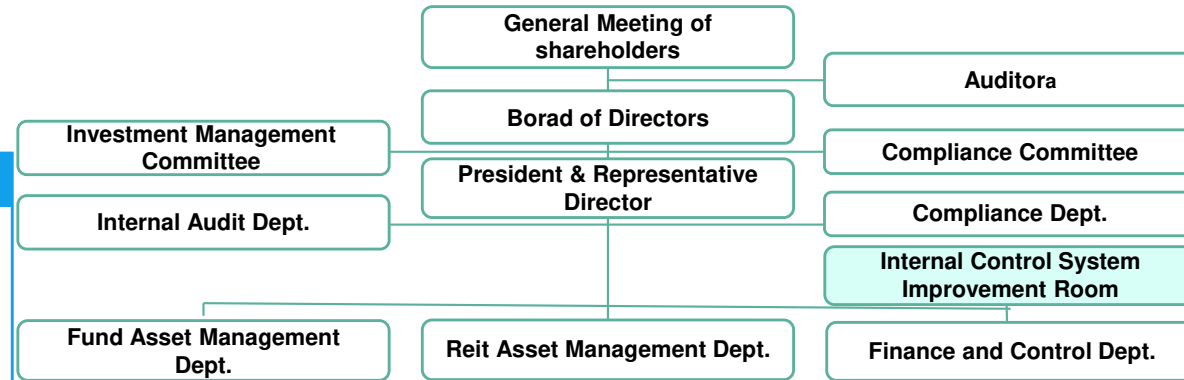 General Meeting of
shareholders
Auditora
Borad of Directors
Investment Management
Committee
Compliance Committee
President & Representative
Director
Internal Audit Dept.
Compliance Dept.
Internal Control System
Improvement Room
Fund Asset Management
Dept.
Reit Asset Management Dept.
Finance and Control Dept.